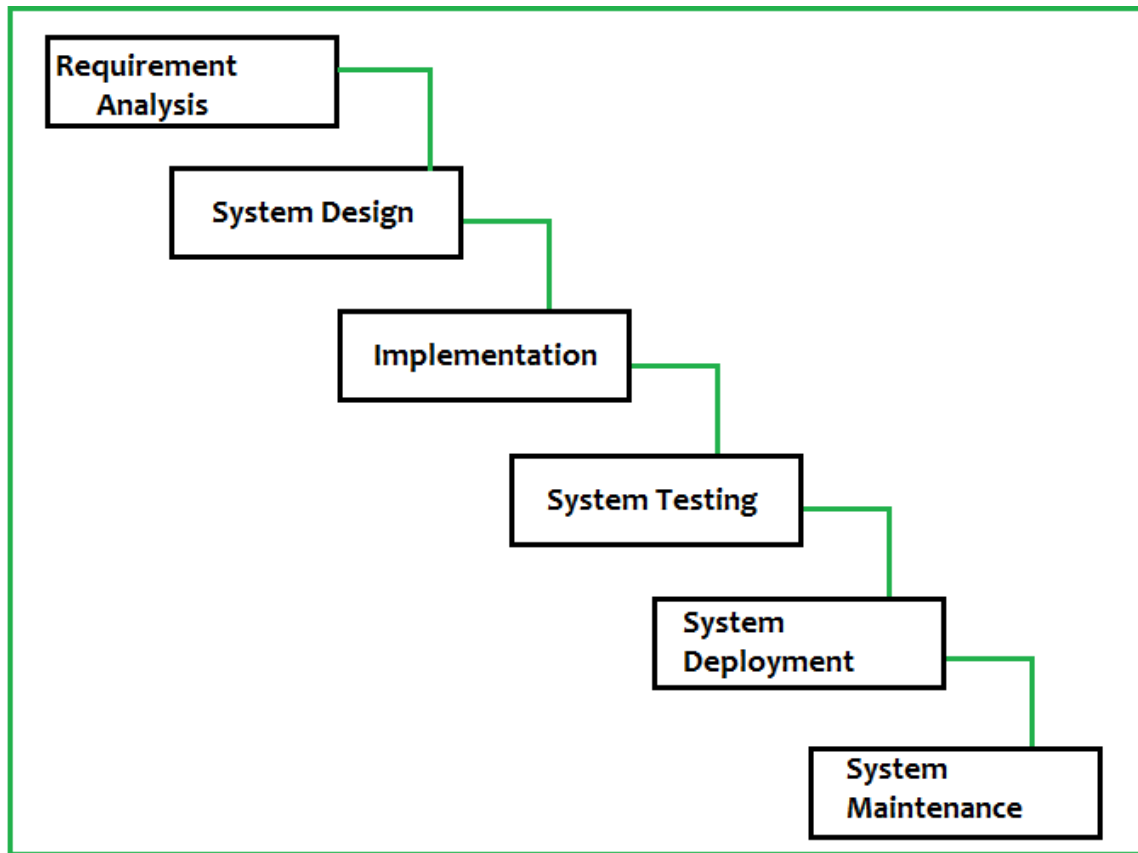 Requirement
Analysis
System Design
Implementation
System Testing
System
Deployment
System
Maintenance